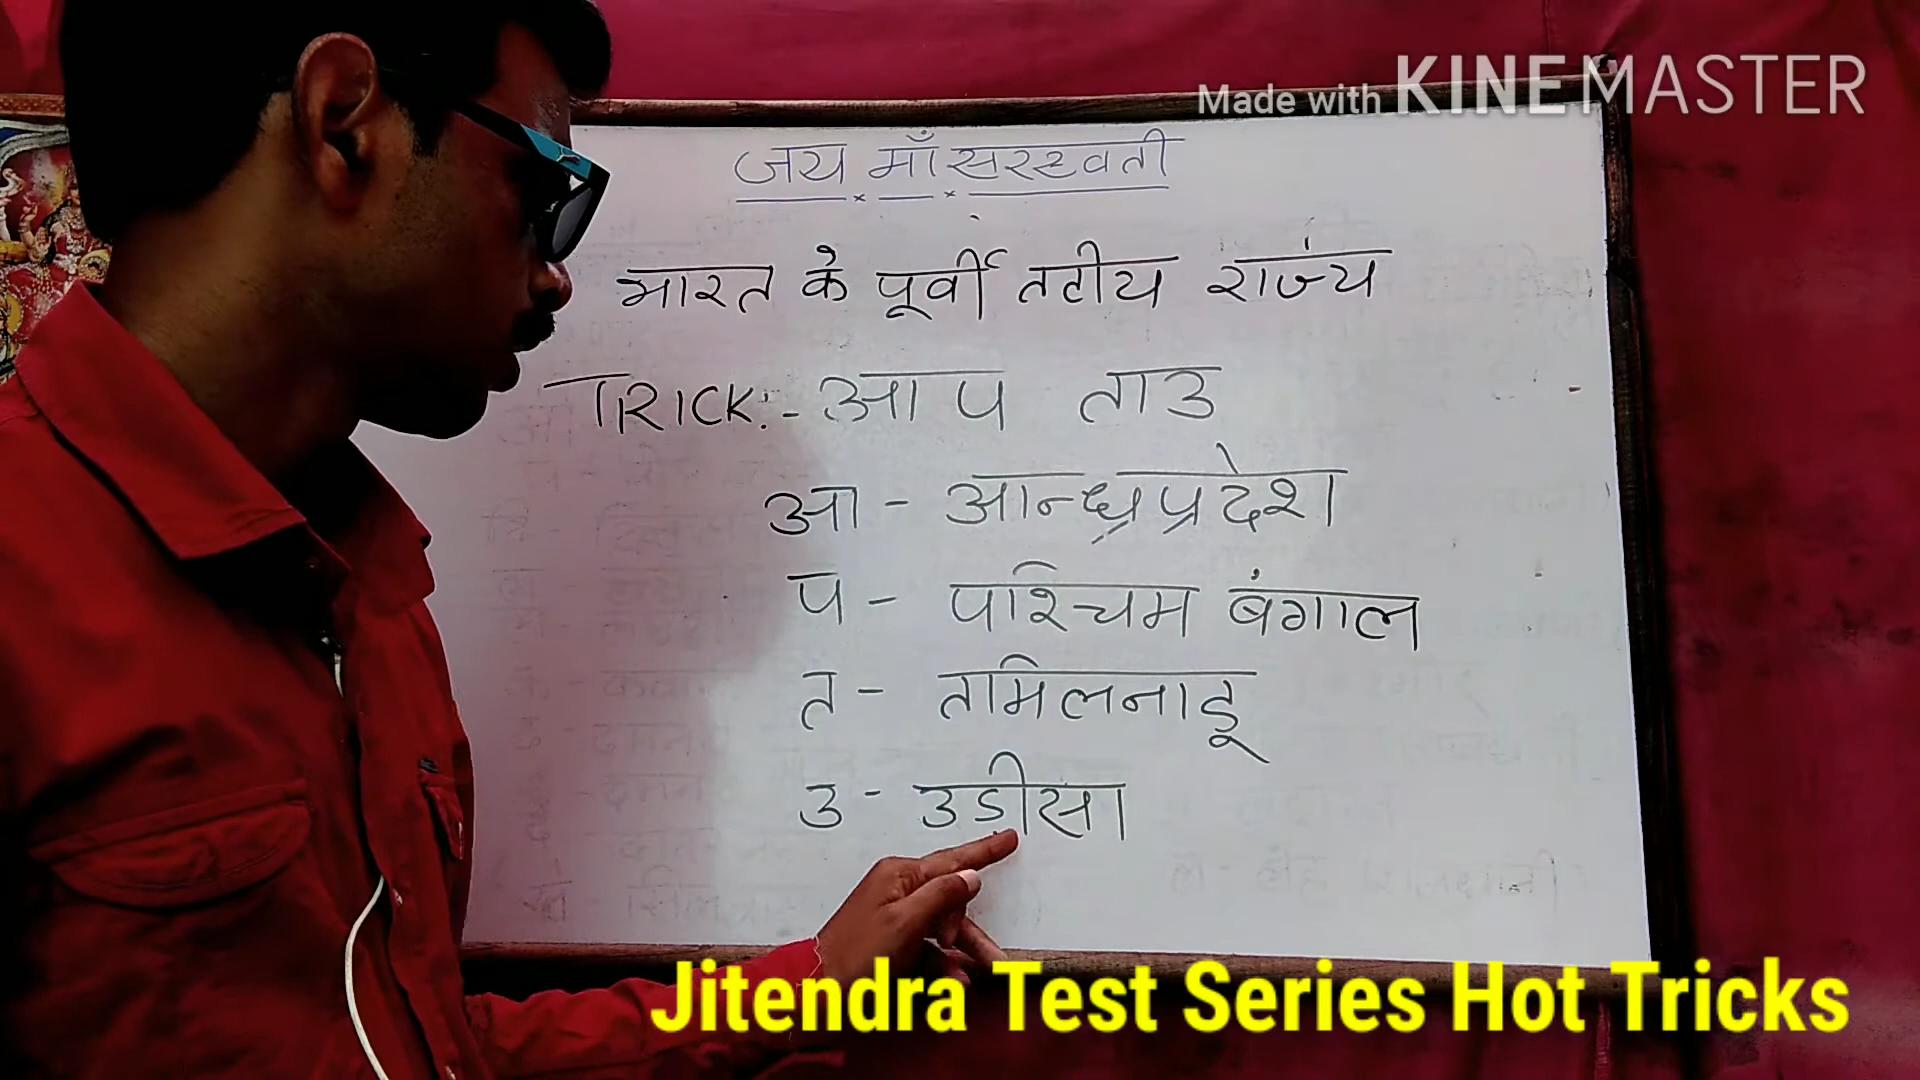 Made with KINEMASTER
जय माँ सरस्वती
भारत के पूर्वी तटीय राज्य
TRICK:- आप ताउ
आ - आन्ध्रप्रदेश
प - पश्चिम बंगाल
त - तमिलनाडू
उ - उडीसा
Jitendra Test Series Hot Tricks